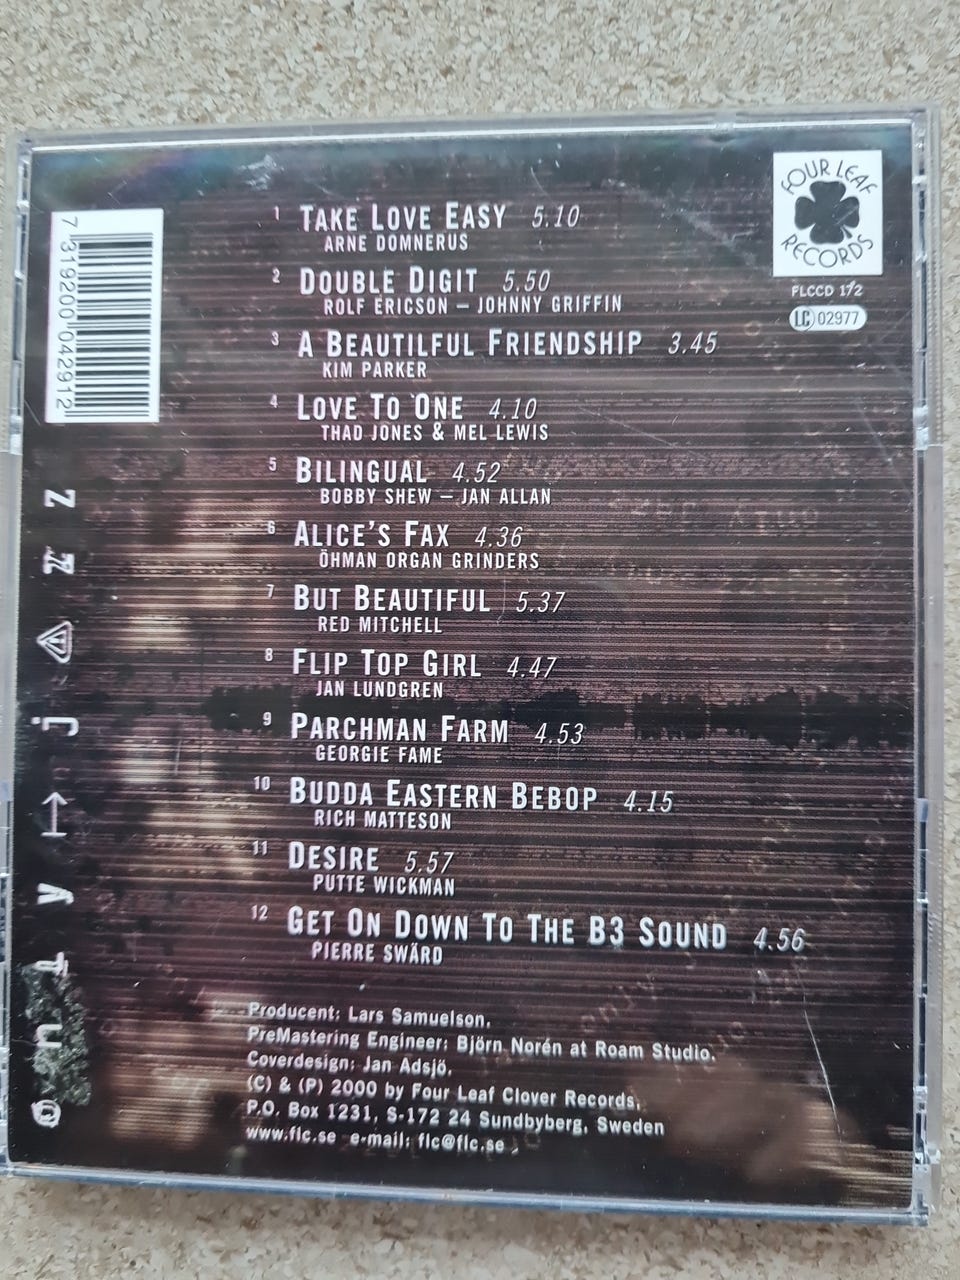 7 319200 042912
FOUR LEAF
RECORDS
FLCCD 172
LC 02977
1 TAKE LOVE EASY 5.10
ARNE DOMNERUS
2 DOUBLE DIGIT 5.50
ROLF ERICSON – JOHNNY GRIFFIN
3 A BEAUTILFUL FRIENDSHIP 3.45
KIM PARKER
4 LOVE TO ONE 4.10
THAD JONES & MEL LEWIS
5 BILINGUAL 4.52
BOBBY SHEW – JAN ALLAN
6 ALICE'S FAX 4.36
ÖHMAN ORGAN GRINDERS
7 BUT BEAUTIFUL 5.37
RED MITCHELL
8 FLIP TOP GIRL 4.47
JAN LUNDGREN
9 PARCHMAN FARM 4.53
GEORGIE FAME
10 BUDDA EASTERN BEBOP 4.15
RICH MATTESON
11 DESIRE 5.57
PUTTE WICKMAN
12 GET ON DOWN TO THE B3 SOUND 4.56
PIERRE SWÄRD
Producent: Lars Samuelson.
PreMastering Engineer: Björn Norén at Roam Studio.
Coverdesign: Jan Adsjö.
(C) & (P) 2000 by Four Leaf Clover Records,
P.O. Box 1231, S-172 24 Sundbyberg, Sweden
www.flc.se e-mail: flc@flc.se